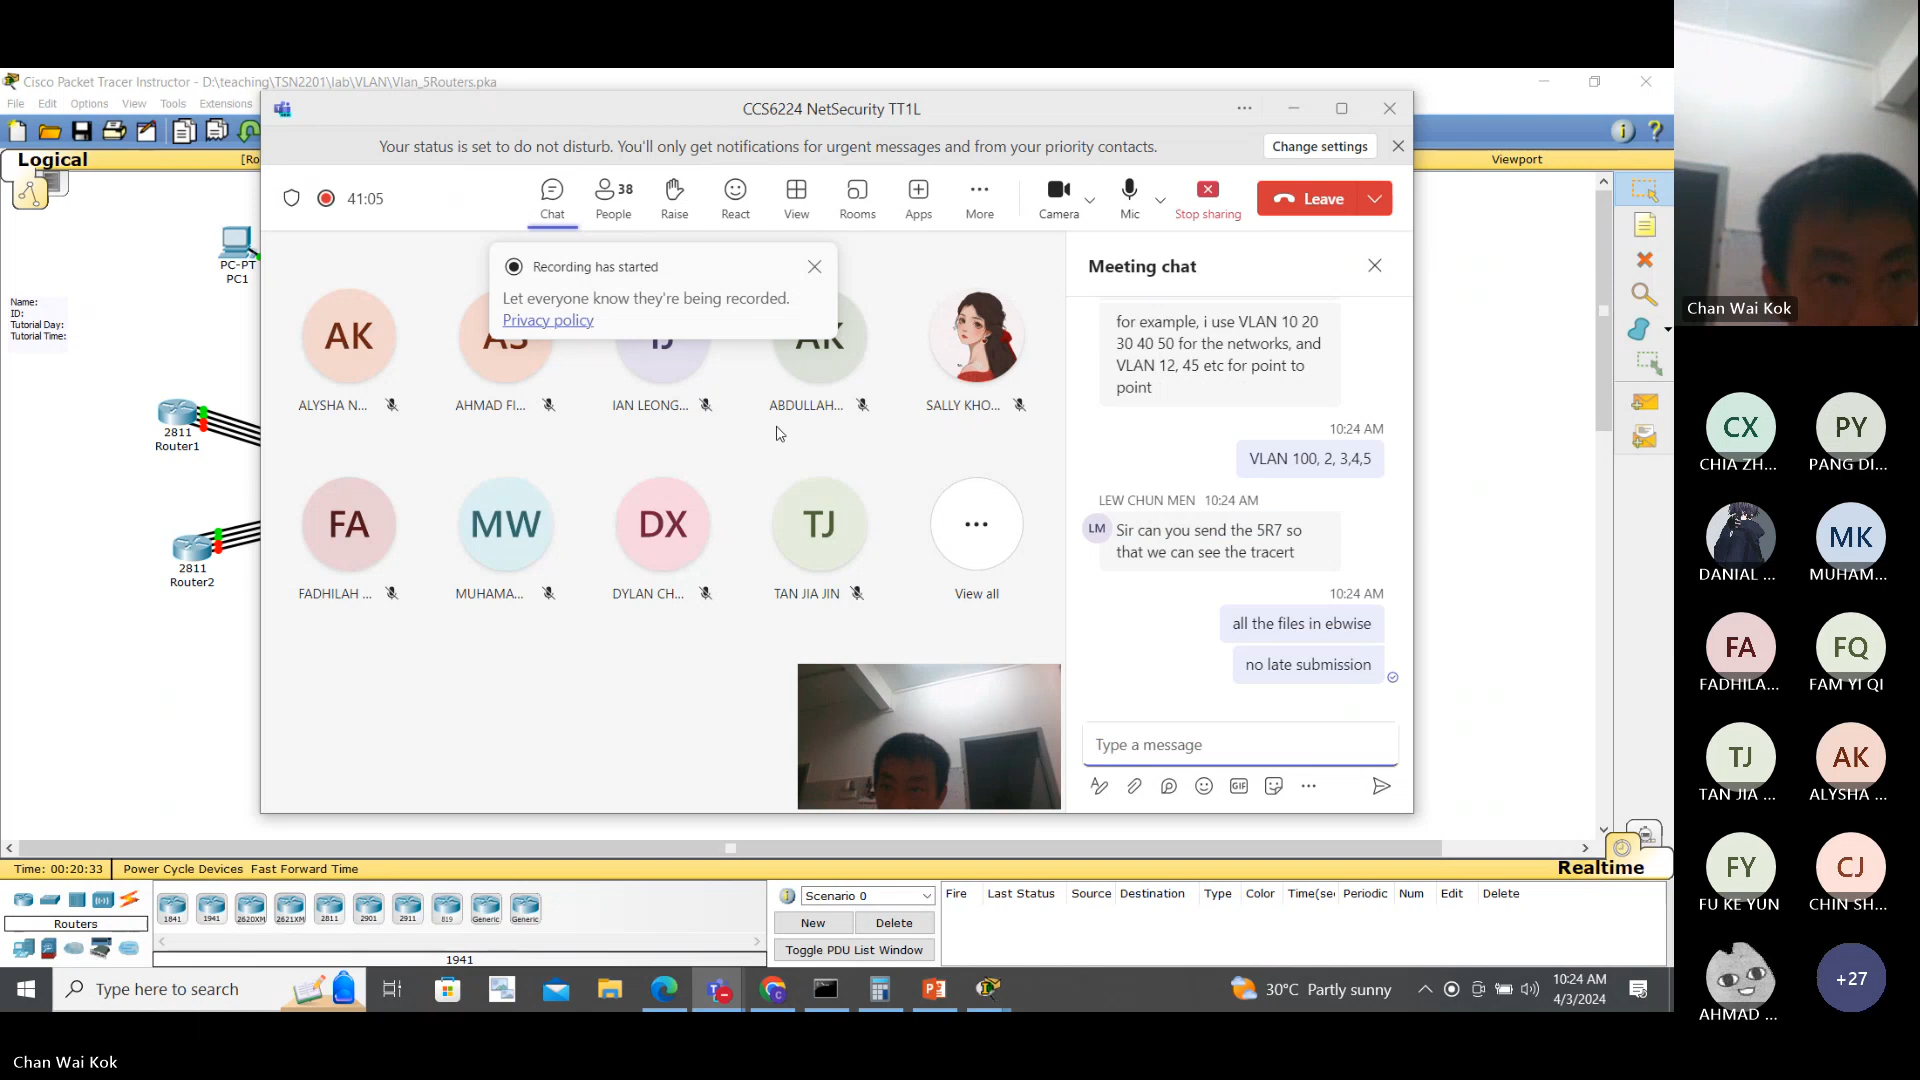 Cisco Packet Tracer Instructor - D:\teaching\TSN2201\lab\VLAN\Vlan_5Routers.pka
File Edit Options View Tools Extensions
Logical
[Ro
Viewport
PC-PT
PC1
Name:
ID:
Tutorial Day:
Tutorial Time:
2811
Router1
2811
Router2
CCS6224 NetSecurity TT1L
Your status is set to do not disturb. You'll only get notifications for urgent messages and from your priority contacts.
Change settings
41:05
Chat
38
People
Raise
React
View
Rooms
Apps
More
Camera
Mic
Stop sharing
Leave
Recording has started
Let everyone know they're being recorded.
Privacy policy
AK
AS
IJ
AK
ALYSHA N...
AHMAD FI...
IAN LEONG...
ABDULLAH...
SALLY KHO...
FA
MW
DX
TJ
...
FADHILAH ...
MUHAMA...
DYLAN CH...
TAN JIA JIN
View all
Meeting chat
for example, i use VLAN 10 20
30 40 50 for the networks, and
VLAN 12, 45 etc for point to
point
10:24 AM
VLAN 100, 2, 3,4,5
LEW CHUN MEN 10:24 AM
LM
Sir can you send the 5R7 so
that we can see the tracert
10:24 AM
all the files in ebwise
no late submission
Type a message
GIF
Time: 00:20:33
Power Cycle Devices Fast Forward Time
Realtime
Routers
1841
1941
2620XM
2621XM
2811
2901
2911
819
Generic
Generic
1941
Scenario 0
New
Delete
Toggle PDU List Window
Fire Last Status Source Destination Type Color Time(sec Periodic Num Edit Delete
Type here to search
30°C Partly sunny
10:24 AM
4/3/2024
Chan Wai Kok
CX
CHIA ZH...
PY
PANG DI...
DANIAL ...
MK
MUHAM...
FA
FADHILA...
FQ
FAM YI QI
TJ
TAN JIA ...
AK
ALYSHA ...
FY
FU KE YUN
CJ
CHIN SH...
AHMAD ...
+27
Chan Wai Kok